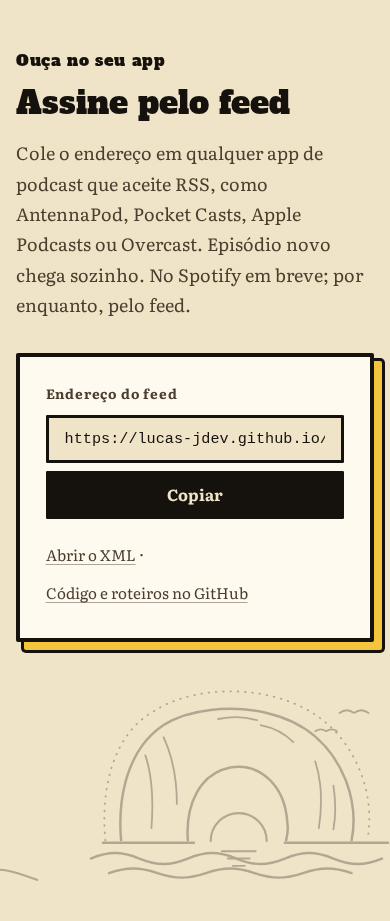 Ouça no seu app
Assine pelo feed
Cole o endereço em qualquer app de
podcast que aceite RSS, como
AntennaPod, Pocket Casts, Apple
Podcasts ou Overcast. Episódio novo
chega sozinho. No Spotify em breve; por
enquanto, pelo feed.
Endereço do feed
https://lucas-jdev.github.io/
Copiar
Abrir o XML ·
Código e roteiros no GitHub